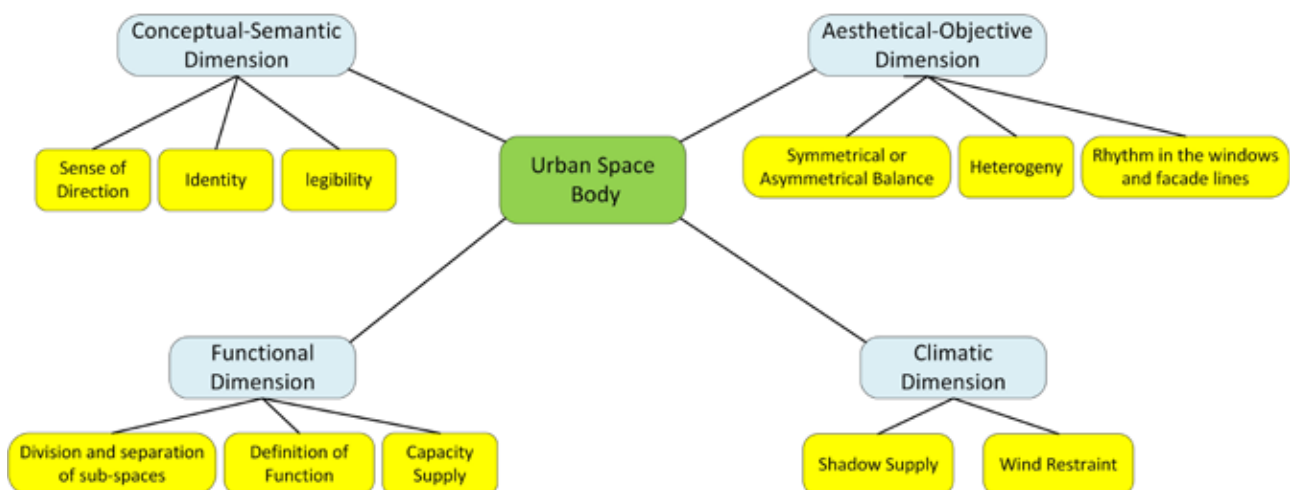 Conceptual-Semantic
Dimension
Aesthetical-Objective
Dimension
Urban Space
Body
Sense of
Direction
Identity
legibility
Symmetrical or
Asymmetrical Balance
Heterogeny
Rhythm in the windows
and facade lines
Functional
Dimension
Climatic
Dimension
Division and separation
of sub-spaces
Definition of
Function
Capacity
Supply
Shadow Supply
Wind Restraint